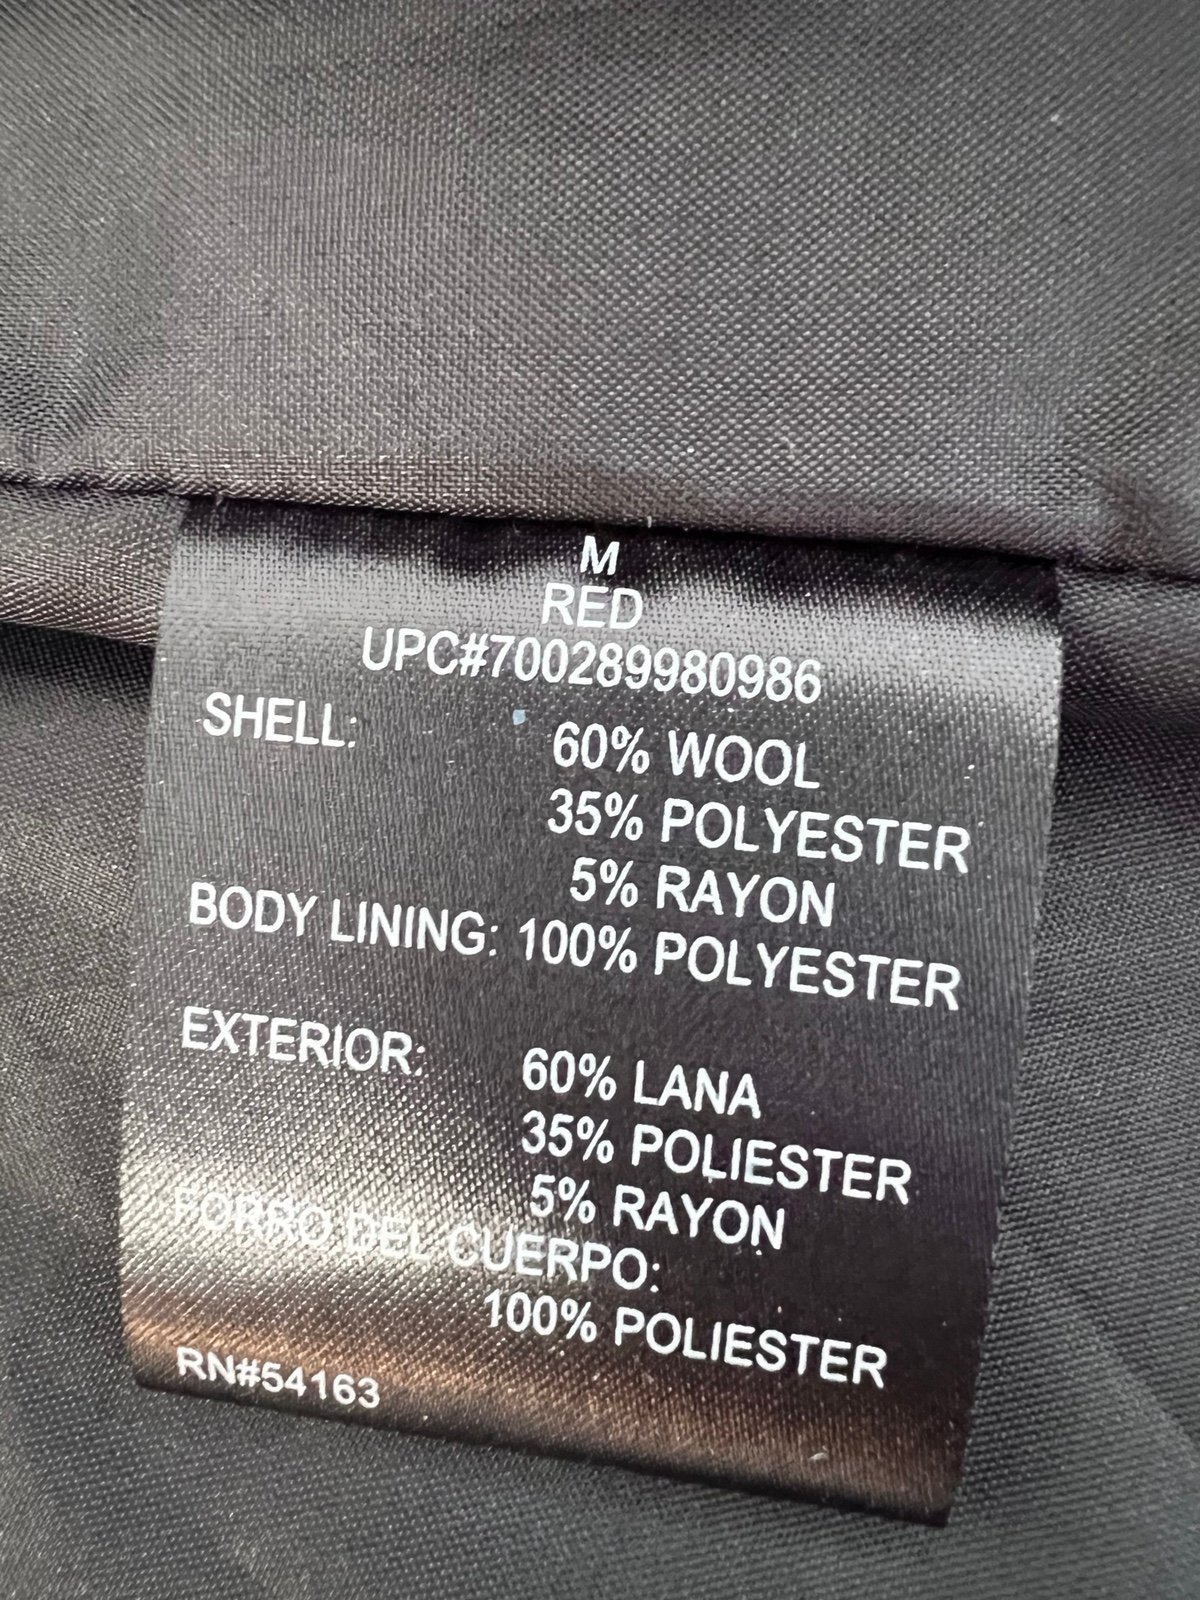 M
RED
UPC#700289980986
SHELL: 60% WOOL
35% POLYESTER
5% RAYON
BODY LINING: 100% POLYESTER
EXTERIOR: 60% LANA
35% POLIESTER
5% RAYON
FORRO DEL CUERPO:
100% POLIESTER
RN#54163